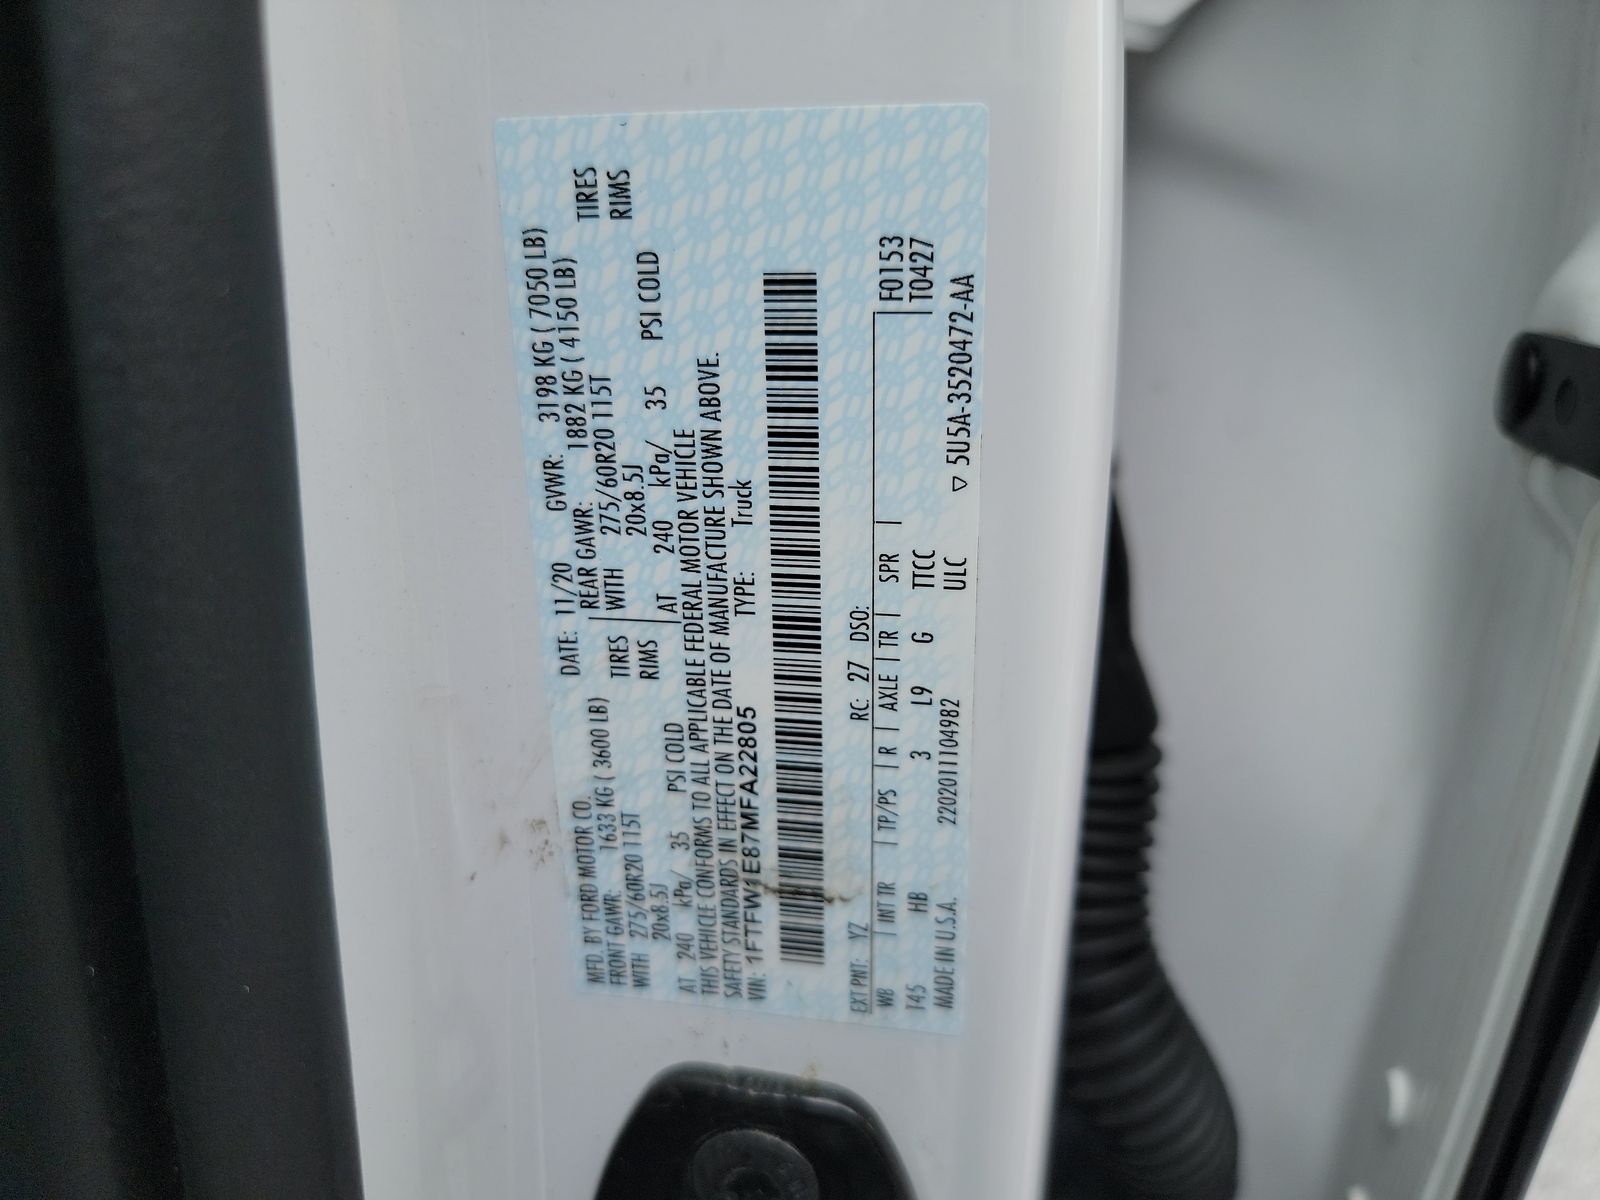 MFD. BY FORD MOTOR CO.
DATE: 11/20 GVWR: 3198 KG ( 7050 LB)
FRONT GAWR: 1633 KG ( 3600 LB) REAR GAWR: 1882 KG ( 4150 LB)
WITH 275/60R20 115T TIRES WITH 275/60R20 115T TIRES
20x8.5J RIMS 20x8.5J RIMS
AT 240 kPa/ 35 PSI COLD AT 240 kPa/ 35 PSI COLD
THIS VEHICLE CONFORMS TO ALL APPLICABLE FEDERAL MOTOR VEHICLE
SAFETY STANDARDS IN EFFECT ON THE DATE OF MANUFACTURE SHOWN ABOVE.
VIN: 1FTFW1E87MFA22805 TYPE: Truck
EXT PNT: YZ RC: 27 DSO:
WB | INT TR | TP/PS | R | AXLE | TR | SPR | F0153
145 HB 3 L9 G TTCC T0427
MADE IN U.S.A. 2202011104982 ULC ▽ 5U5A-3520472-AA